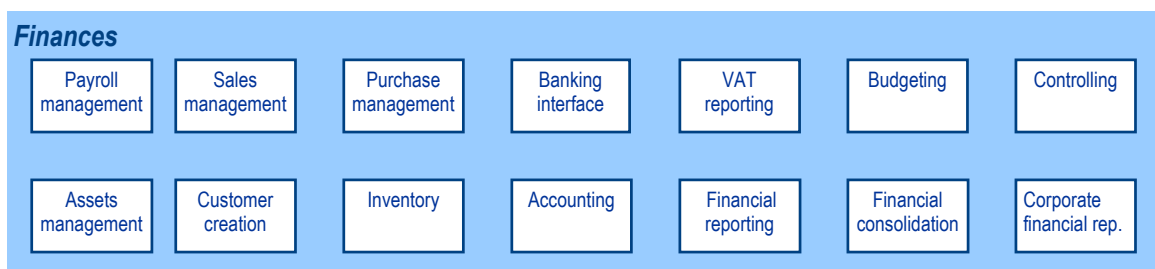 Finances
Payroll
management
Sales
management
Purchase
management
Banking
interface
VAT
reporting
Budgeting
Controlling
Assets
management
Customer
creation
Inventory
Accounting
Financial
reporting
Financial
consolidation
Corporate
financial rep.